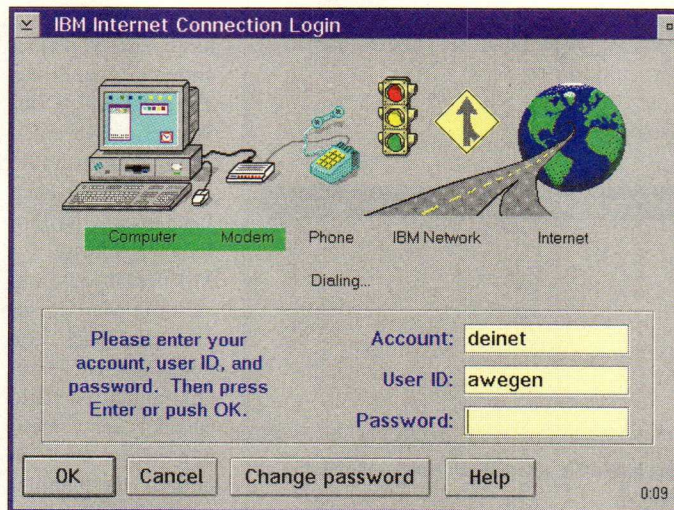 IBM Internet Connection Login
Computer Modem Phone IBM Network Internet
Dialing...
Please enter your
account, user ID, and
password. Then press
Enter or push OK.
Account: deinet
User ID: awegen
Password:
OK Cancel Change password Help
0:09